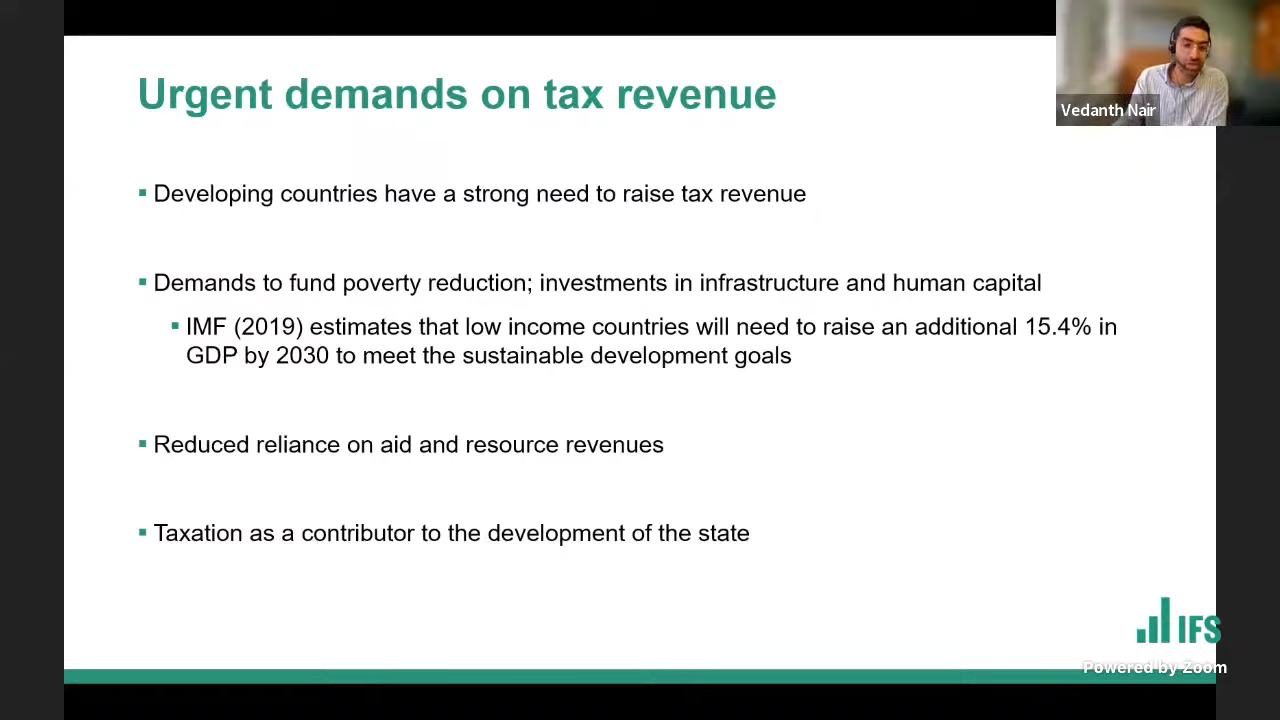 Urgent demands on tax revenue
Vedanth Nair
Developing countries have a strong need to raise tax revenue
Demands to fund poverty reduction; investments in infrastructure and human capital
IMF (2019) estimates that low income countries will need to raise an additional 15.4% in
GDP by 2030 to meet the sustainable development goals
Reduced reliance on aid and resource revenues
Taxation as a contributor to the development of the state
IFS
Powered by Zoom